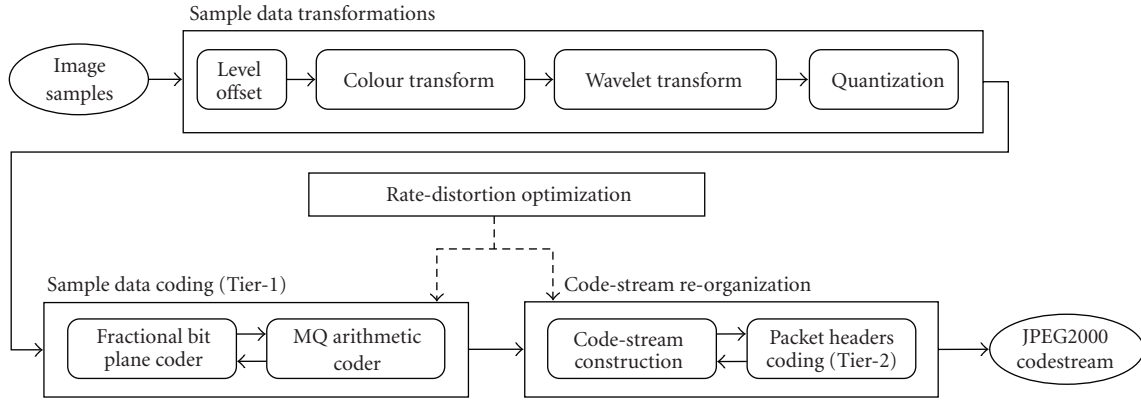 Sample data transformations
Image
samples
Level
offset
Colour transform
Wavelet transform
Quantization
Rate-distortion optimization
Sample data coding (Tier-1)
Fractional bit
plane coder
MQ arithmetic
coder
Code-stream re-organization
Code-stream
construction
Packet headers
coding (Tier-2)
JPEG2000
codestream